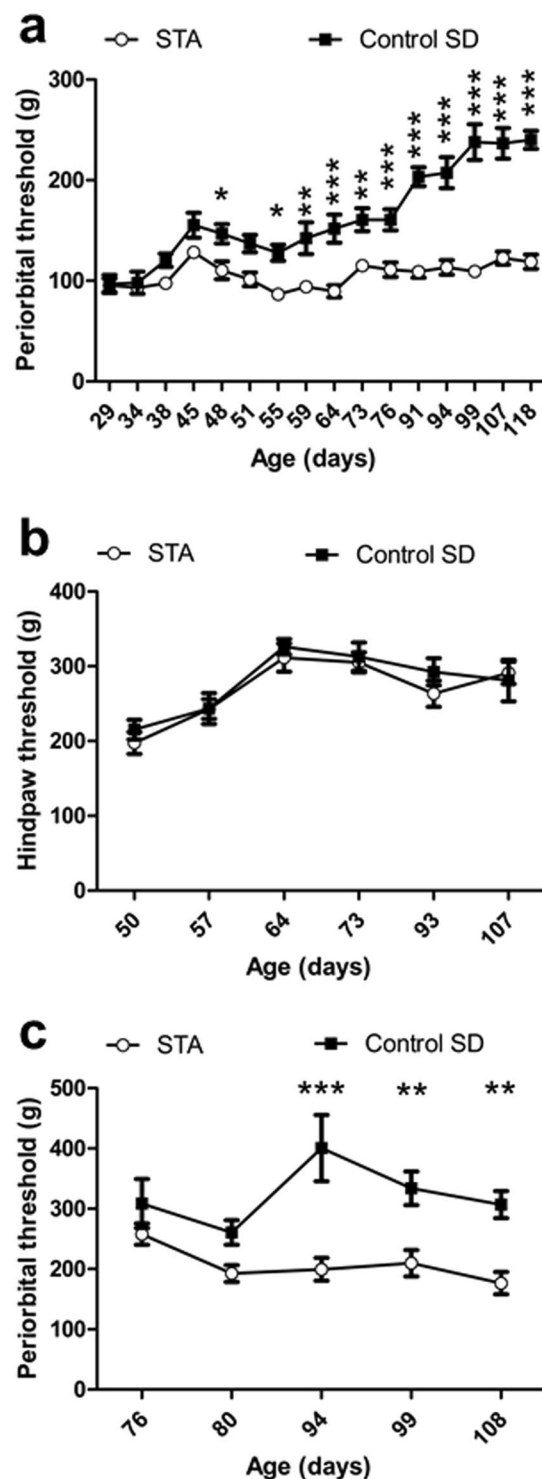 a
STA Control SD
* * ** *** ** *** *** *** *** *** ***
300
200
100
0
Periorbital threshold (g)
29 34 38 45 48 51 55 59 64 73 76 91 94 99 107 118
Age (days)
b
STA Control SD
400
300
200
100
0
Hindpaw threshold (g)
50 57 64 73 93 107
Age (days)
c
STA Control SD
*** ** **
500
400
300
200
100
0
Periorbital threshold (g)
76 80 94 99 108
Age (days)